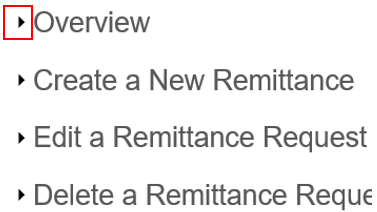 Overview
Create a New Remittance
Edit a Remittance Request
Delete a Remittance Reque